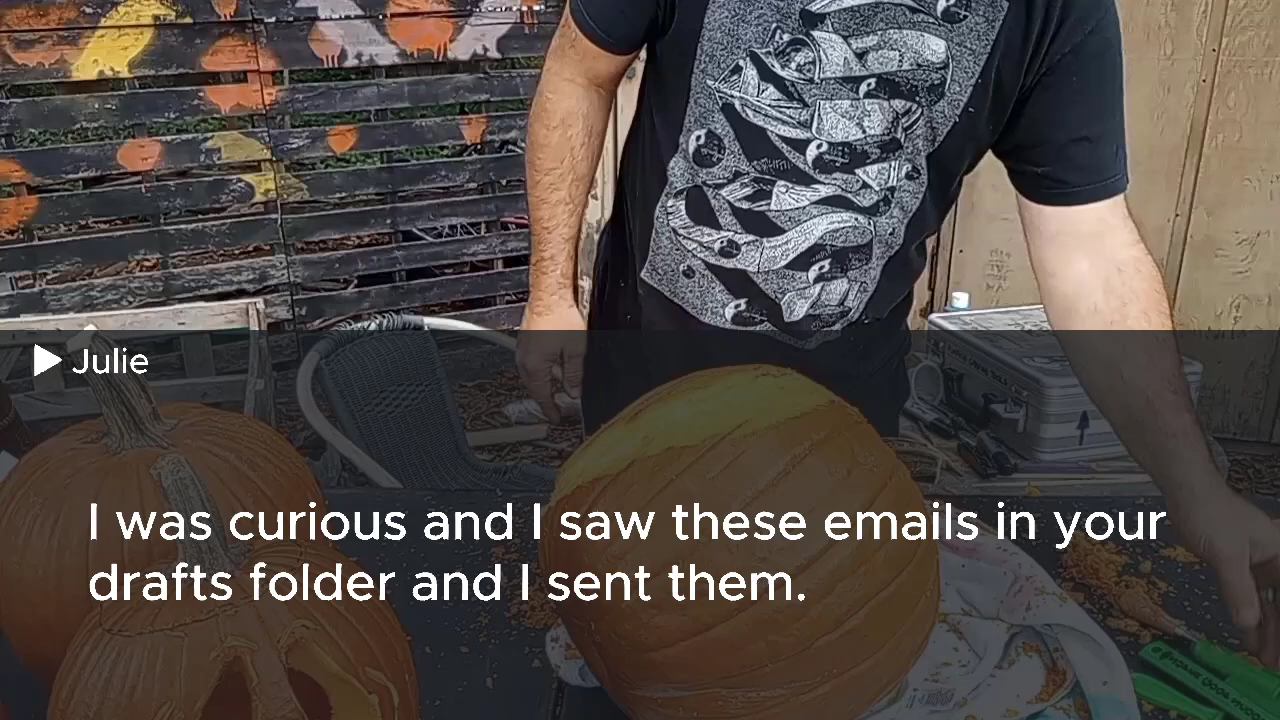 Julie
I was curious and I saw these emails in your
drafts folder and I sent them.